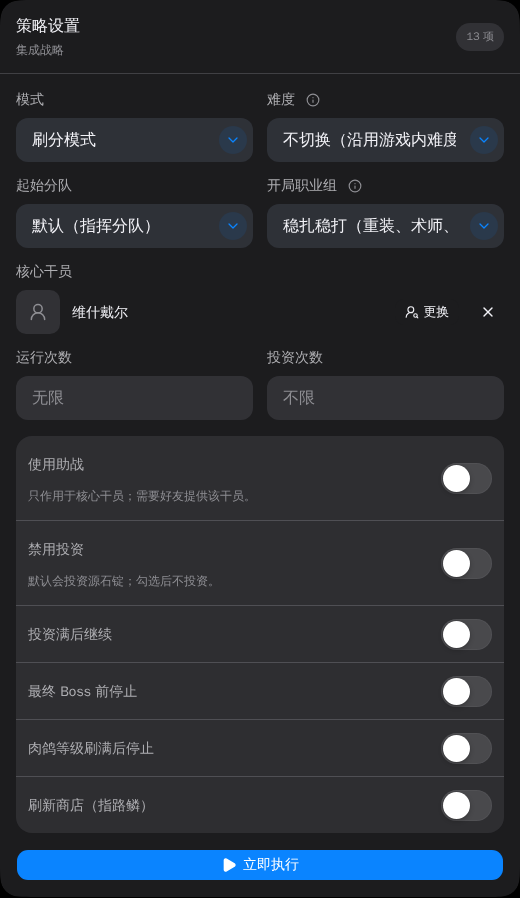 策略设置
集成战略
13 项
模式
难度
刷分模式
不切换（沿用游戏内难度
起始分队
开局职业组
默认（指挥分队）
稳扎稳打（重装、术师、
核心干员
维什戴尔
更换
运行次数
投资次数
无限
不限
使用助战
只作用于核心干员；需要好友提供该干员。
禁用投资
默认会投资源石锭；勾选后不投资。
投资满后继续
最终 Boss 前停止
肉鸽等级刷满后停止
刷新商店（指路鳞）
立即执行